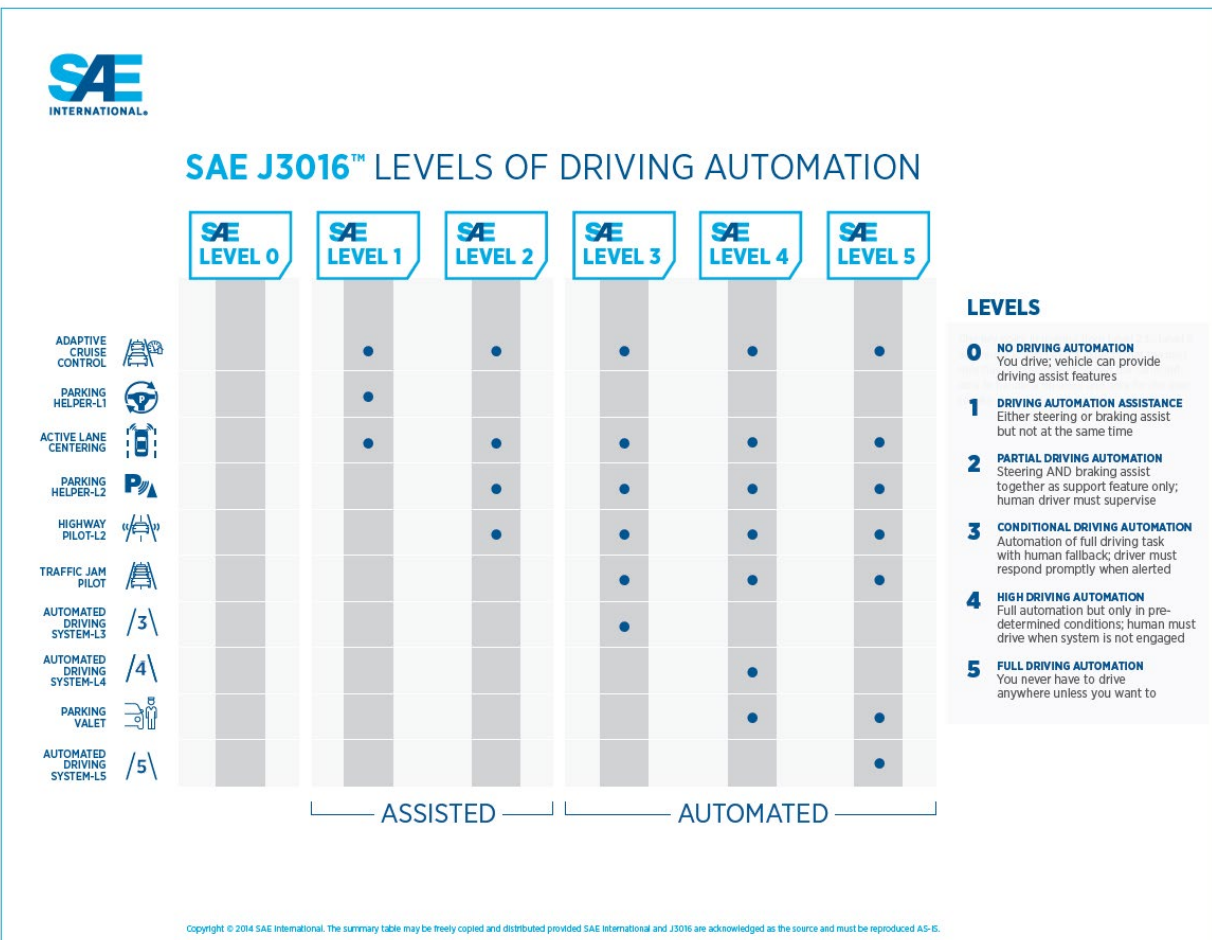 SAE
INTERNATIONAL®
SAE J3016™ LEVELS OF DRIVING AUTOMATION
SAE
LEVEL 0
SAE
LEVEL 1
SAE
LEVEL 2
SAE
LEVEL 3
SAE
LEVEL 4
SAE
LEVEL 5
ADAPTIVE
CRUISE
CONTROL
PARKING
HELPER-L1
P
ACTIVE LANE
CENTERING
PARKING
HELPER-L2
P
HIGHWAY
PILOT-L2
TRAFFIC JAM
PILOT
AUTOMATED
DRIVING
SYSTEM-L3
3
AUTOMATED
DRIVING
SYSTEM-L4
4
PARKING
VALET
AUTOMATED
DRIVING
SYSTEM-L5
5
ASSISTED
AUTOMATED
LEVELS
0 NO DRIVING AUTOMATION
You drive; vehicle can provide
driving assist features
1 DRIVING AUTOMATION ASSISTANCE
Either steering or braking assist
but not at the same time
2 PARTIAL DRIVING AUTOMATION
Steering AND braking assist
together as support feature only;
human driver must supervise
3 CONDITIONAL DRIVING AUTOMATION
Automation of full driving task
with human fallback; driver must
respond promptly when alerted
4 HIGH DRIVING AUTOMATION
Full automation but only in pre-
determined conditions; human must
drive when system is not engaged
5 FULL DRIVING AUTOMATION
You never have to drive
anywhere unless you want to
Copyright © 2014 SAE International. The summary table may be freely copied and distributed provided SAE International and J3016 are acknowledged as the source and must be reproduced AS-IS.